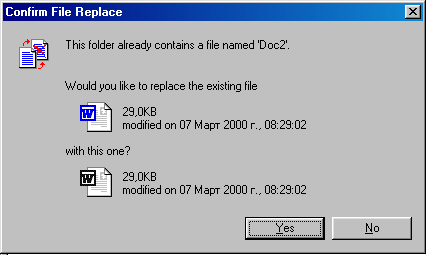 Confirm File Replace
This folder already contains a file named 'Doc2'.
Would you like to replace the existing file
29,0KB
modified on 07 Март 2000 г., 08:29:02
with this one?
29,0KB
modified on 07 Март 2000 г., 08:29:02
Yes
No